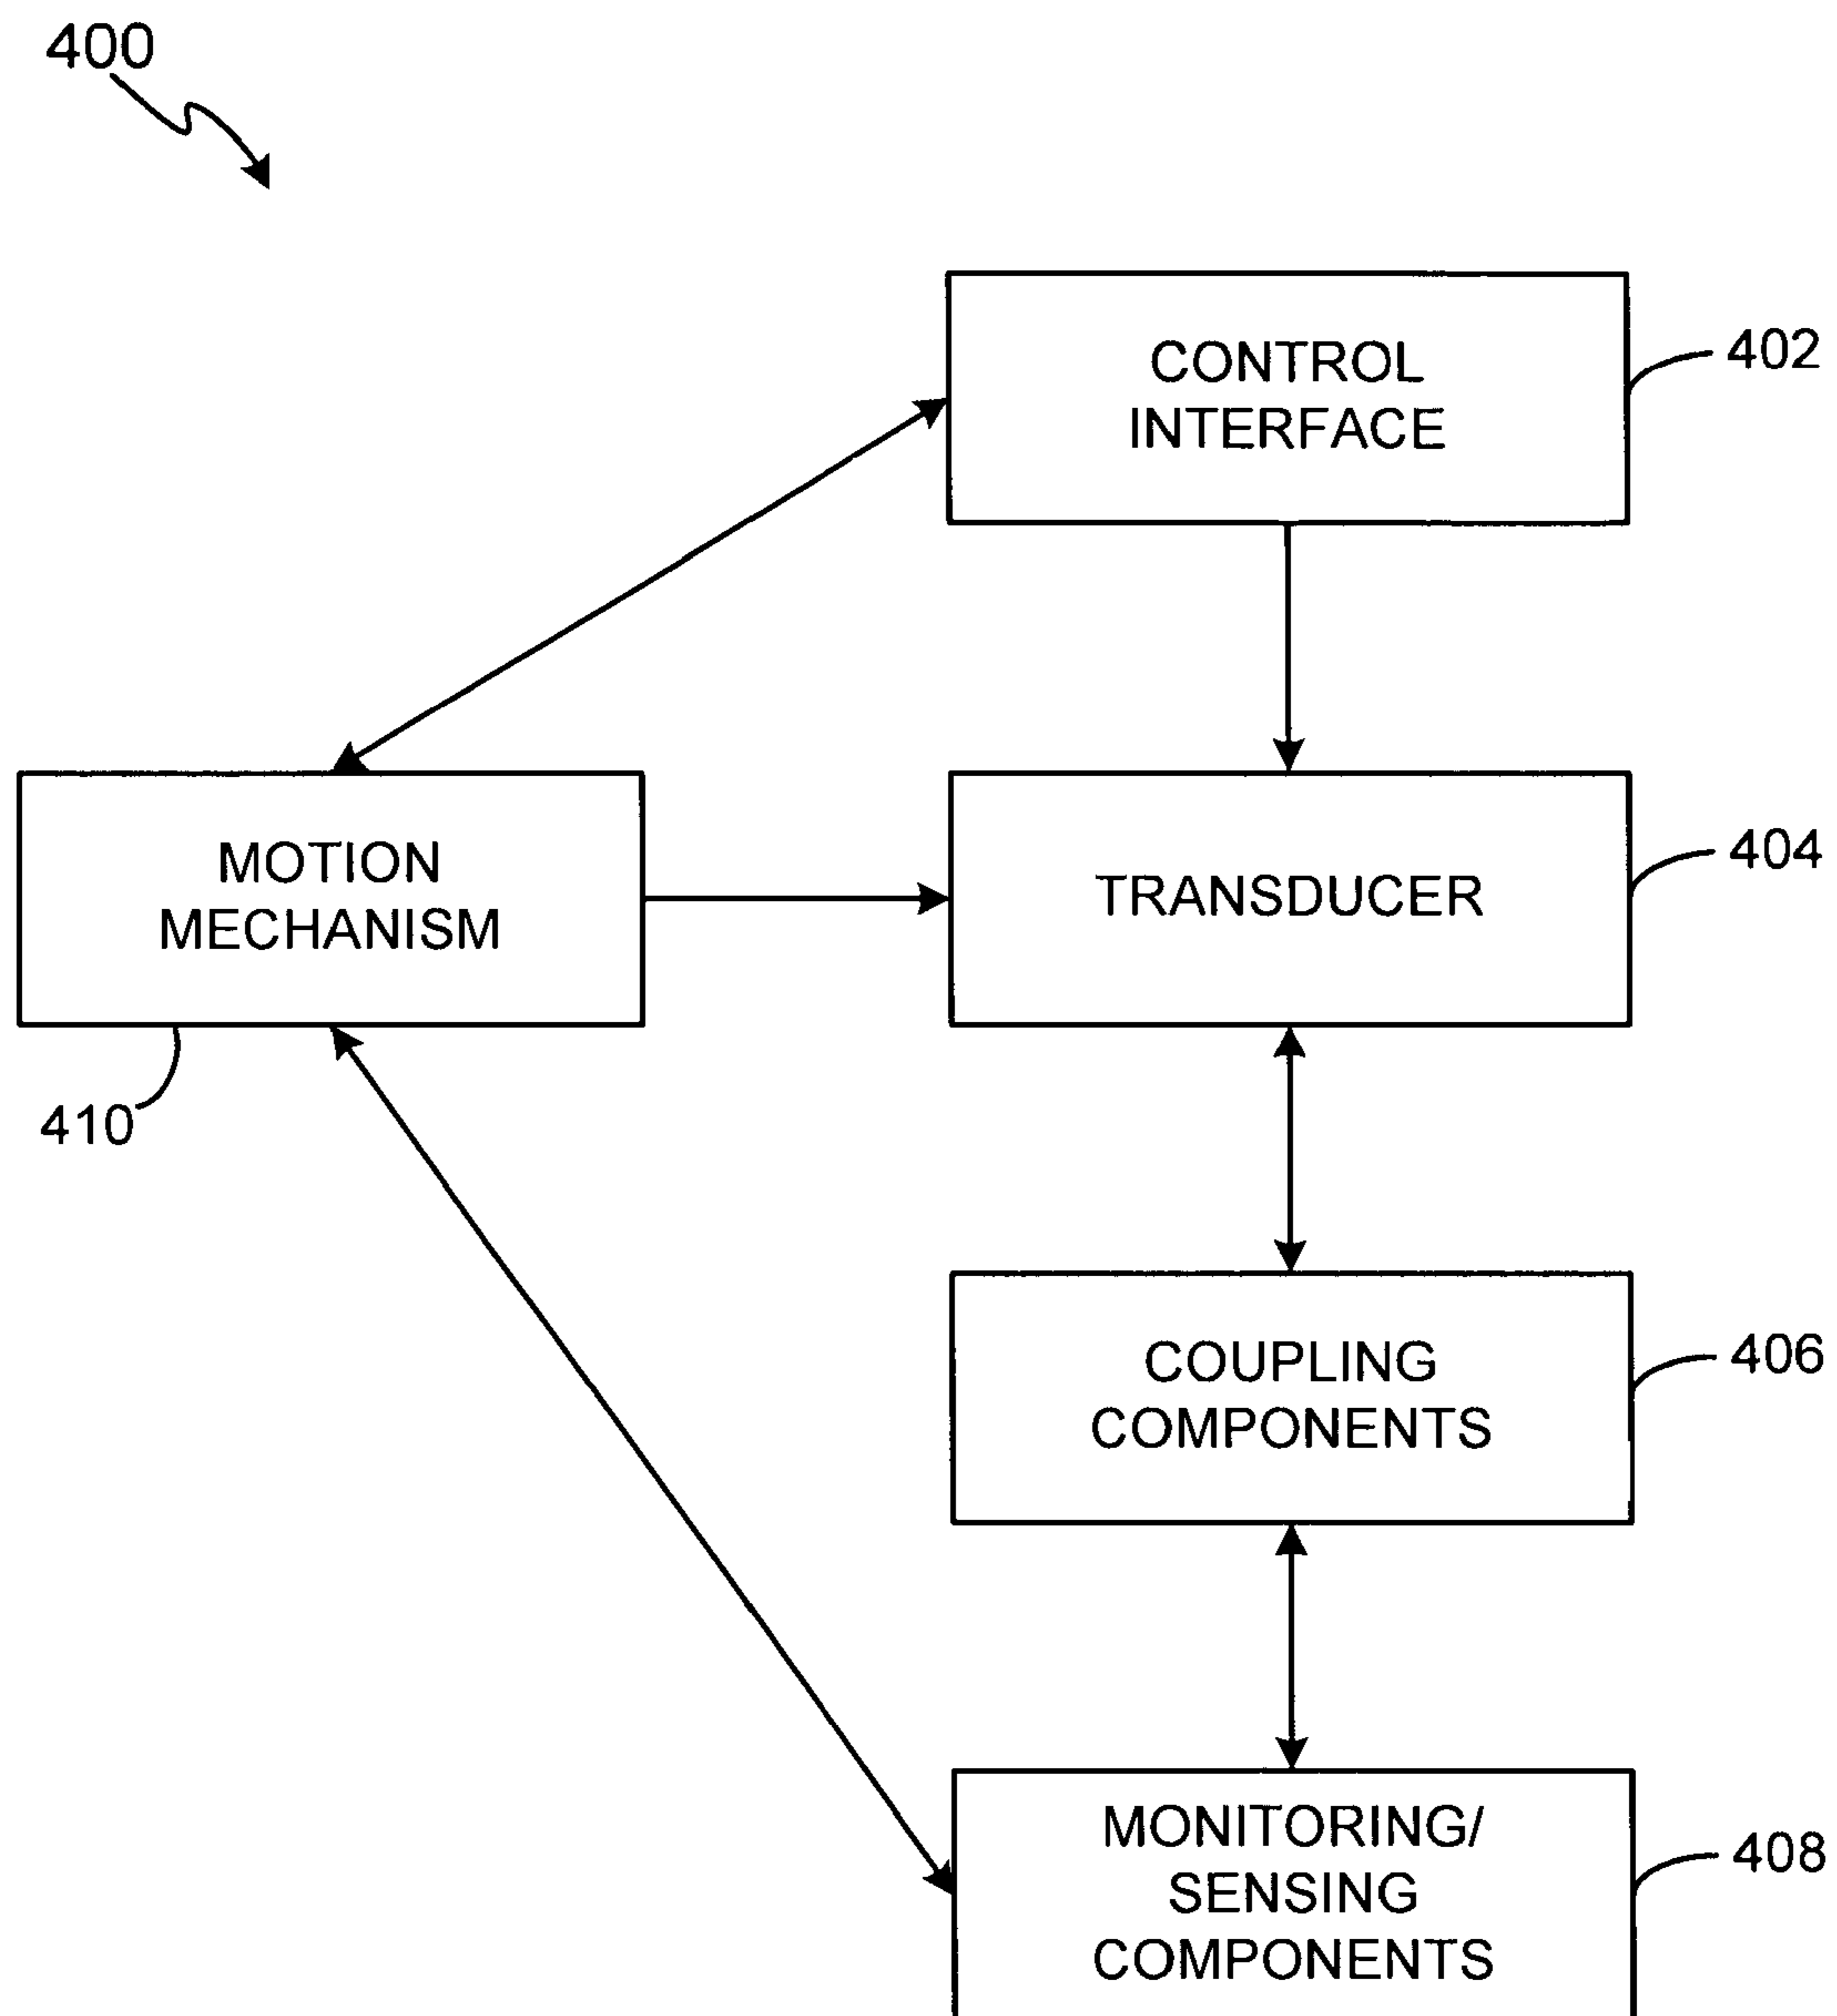 400
CONTROL
INTERFACE
402
MOTION
MECHANISM
410
TRANSDUCER
404
COUPLING
COMPONENTS
406
MONITORING/
SENSING
COMPONENTS
408